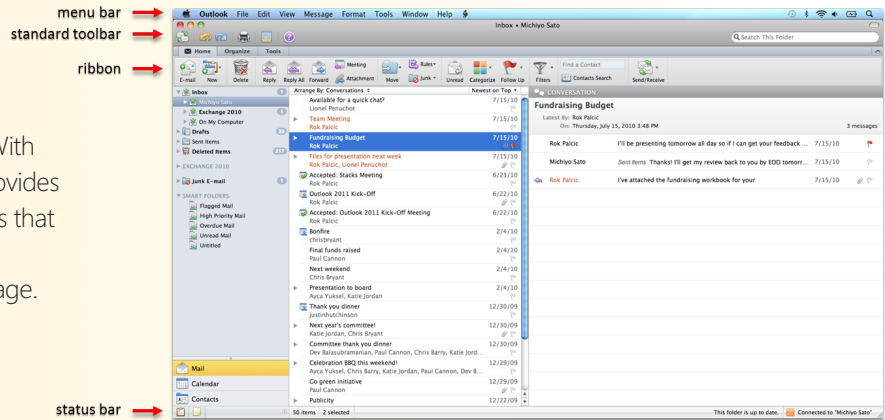 menu bar
standard toolbar
ribbon
With
ovides
s that
age.
status bar
Outlook File Edit View Message Format Tools Window Help
Inbox • Michiyo Sato
Search This Folder
Home Organize Tools
E-mail New Delete Reply Reply All Forward Meeting Attachment Move Rules Junk Unread Categorize Follow Up Filters Find a Contact Contacts Search Send/Receive
Inbox 1
Michiyo Sato
Exchange 2010 1
On My Computer
Drafts
Sent Items
Deleted Items
EXCHANGE 2010
Junk E-mail
SMART FOLDERS
Flagged Mail
High Priority Mail
Overdue Mail
Unread Mail
Untitled
Mail
Calendar
Contacts
Arrange By: Conversations Newest on Top
Available for a quick chat? 7/15/10
Lionel Penuchot
Team Meeting 7/15/10
Rok Palcic
Fundraising Budget 7/15/10
Rok Palcic
Files for presentation next week 7/15/10
Rok Palcic, Lionel Penuchot
Accepted: Stacks Meeting 6/23/10
Rok Palcic
Outlook 2011 Kick-Off 6/22/10
Rok Palcic
Accepted: Outlook 2011 Kick-Off Meeting 6/22/10
Rok Palcic
Bonfire 2/4/10
chrisbryant
Final funds raised 2/4/10
Paul Cannon
Next weekend 2/4/10
Chris Bryant
Presentation to board 2/4/10
Ayca Yuksel, Katie Jordan
Thank you dinner 12/30/09
justinhutchinson
Next year's committee! 12/30/09
Katie Jordan, Chris Bryant
Committee thank you dinner 12/30/09
Dev Balasubramanian, Paul Cannon, Chris Barry, Katie Jord...
Celebration BBQ this weekend! 12/29/09
Ayca Yuksel, Chris Barry, Katie Jordan, Paul Cannon, Dev B...
Go green initiative 12/29/09
Paul Cannon
Publicity 12/22/09
CONVERSATION
Fundraising Budget
Latest By: Rok Palcic
On: Thursday, July 15, 2010 3:48 PM 3 messages
Rok Palcic I'll be presenting tomorrow all day so if I can get your feedback ... 7/15/10
Michiyo Sato Sent Items Thanks! I'll get my review back to you by EOD tomorr... 7/15/10
Rok Palcic I've attached the fundraising workbook for your 7/15/10
50 items 2 selected
This folder is up to date. Connected to "Michiyo Sato"